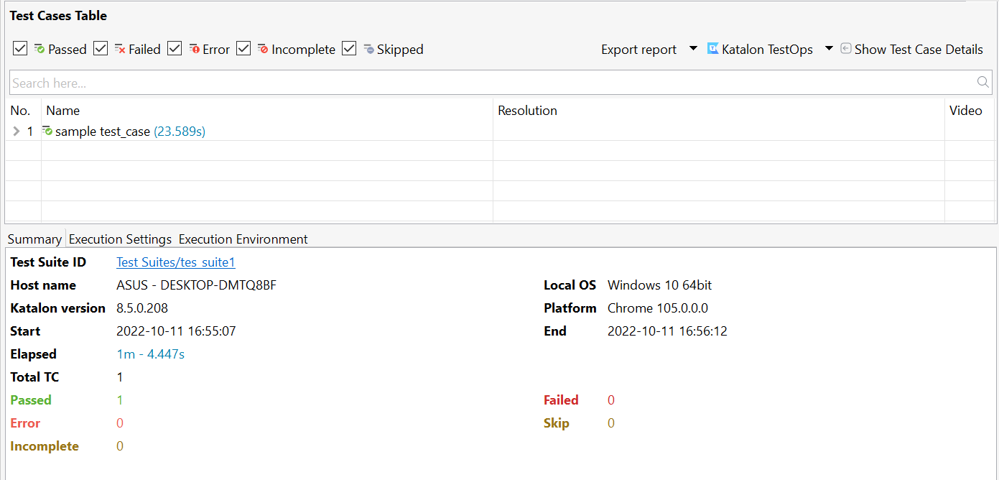 Test Cases Table
Passed Failed Error Incomplete Skipped Export report Katalon TestOps Show Test Case Details
Search here...
No. Name Resolution Video
1 sample test_case (23.589s)
Summary Execution Settings Execution Environment
Test Suite ID Test Suites/tes_suite1
Host name ASUS - DESKTOP-DMTQ8BF Local OS Windows 10 64bit
Katalon version 8.5.0.208 Platform Chrome 105.0.0.0
Start 2022-10-11 16:55:07 End 2022-10-11 16:56:12
Elapsed 1m - 4.447s
Total TC 1
Passed 1 Failed 0
Error 0 Skip 0
Incomplete 0